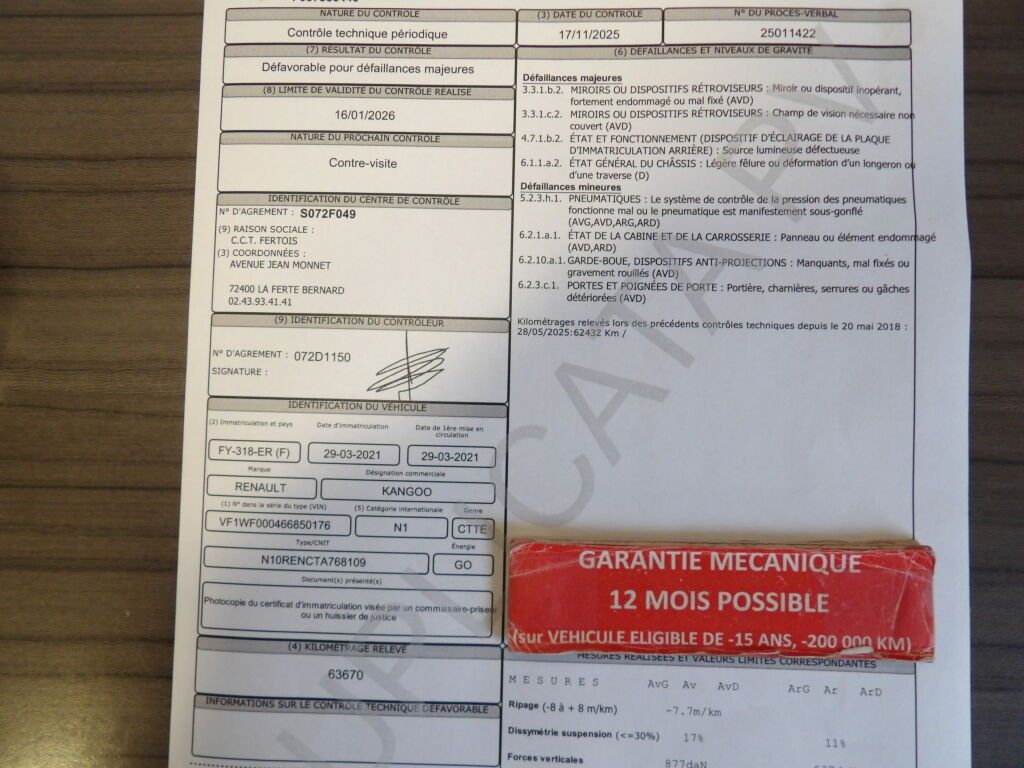 NATURE DU CONTRÔLE
Contrôle technique périodique
(3) DATE DU CONTRÔLE
17/11/2025
N° DU PROCES-VERBAL
25011422
(7) RÉSULTAT DU CONTRÔLE
Défavorable pour défaillances majeures
(8) LIMITE DE VALIDITÉ DU CONTRÔLE RÉALISÉ
16/01/2026
NATURE DU PROCHAIN CONTRÔLE
Contre-visite
IDENTIFICATION DU CENTRE DE CONTRÔLE
N° D'AGREMENT : S072F049
(9) RAISON SOCIALE :
C.C.T. FERTOIS
(3) COORDONNÉES :
AVENUE JEAN MONNET
72400 LA FERTE BERNARD
02.43.93.41.41
(9) IDENTIFICATION DU CONTRÔLEUR
N° D'AGREMENT : 072D1150
SIGNATURE :
IDENTIFICATION DU VÉHICULE
(2) Immatriculation et pays
Date d'immatriculation
Date de 1ère mise en
circulation
FY-318-ER (F)
29-03-2021
29-03-2021
Marque
Désignation commerciale
RENAULT
KANGOO
(1) N° dans la série du type (VIN)
(5) Catégorie internationale
Genre
VF1WF000466850176
N1
CTTE
Type/CNIT
Énergie
N10RENCTA768109
GO
Document(s) présenté(s)
Photocopie du certificat d'immatriculation visée par un commissaire-priseur
ou un huissier de justice
(4) KILOMÉTRAGE RELEVÉ
63670
INFORMATIONS SUR LE CONTRÔLE TECHNIQUE DÉFAVORABLE
(6) DÉFAILLANCES ET NIVEAUX DE GRAVITÉ
Défaillances majeures
3.3.1.b.2. MIROIRS OU DISPOSITIFS RÉTROVISEURS : Miroir ou dispositif inopérant,
fortement endommagé ou mal fixé (AVD)
3.3.1.c.2. MIROIRS OU DISPOSITIFS RÉTROVISEURS : Champ de vision nécessaire non
couvert (AVD)
4.7.1.b.2. ÉTAT ET FONCTIONNEMENT (DISPOSITIF D'ÉCLAIRAGE DE LA PLAQUE
D'IMMATRICULATION ARRIÈRE) : Source lumineuse défectueuse
6.1.1.a.2. ÉTAT GÉNÉRAL DU CHÂSSIS : Légère fêlure ou déformation d'un longeron ou
d'une traverse (D)
Défaillances mineures
5.2.3.h.1. PNEUMATIQUES : Le système de contrôle de la pression des pneumatiques
fonctionne mal ou le pneumatique est manifestement sous-gonflé
(AVG,AVD,ARG,ARD)
6.2.1.a.1. ÉTAT DE LA CABINE ET DE LA CARROSSERIE : Panneau ou élément endommagé
(AVD,ARD)
6.2.10.a.1. GARDE-BOUE, DISPOSITIFS ANTI-PROJECTIONS : Manquants, mal fixés ou
gravement rouillés (AVD)
6.2.3.c.1. PORTES ET POIGNÉES DE PORTE : Portière, charnières, serrures ou gâches
détériorées (AVD)
Kilométrages relevés lors des précédents contrôles techniques depuis le 20 mai 2018 :
28/05/2025:62432 Km /
GARANTIE MECANIQUE
12 MOIS POSSIBLE
(sur VEHICULE ELIGIBLE DE -15 ANS, -200 000 KM)
MESURES RÉALISÉES ET VALEURS LIMITES CORRESPONDANTES
MESURES AvG Av AvD ArG Ar ArD
Ripage (-8 à + 8 m/km) -7.7m/km
Dissymétrie suspension (<=30%) 17% 11%
Forces verticales 877daN